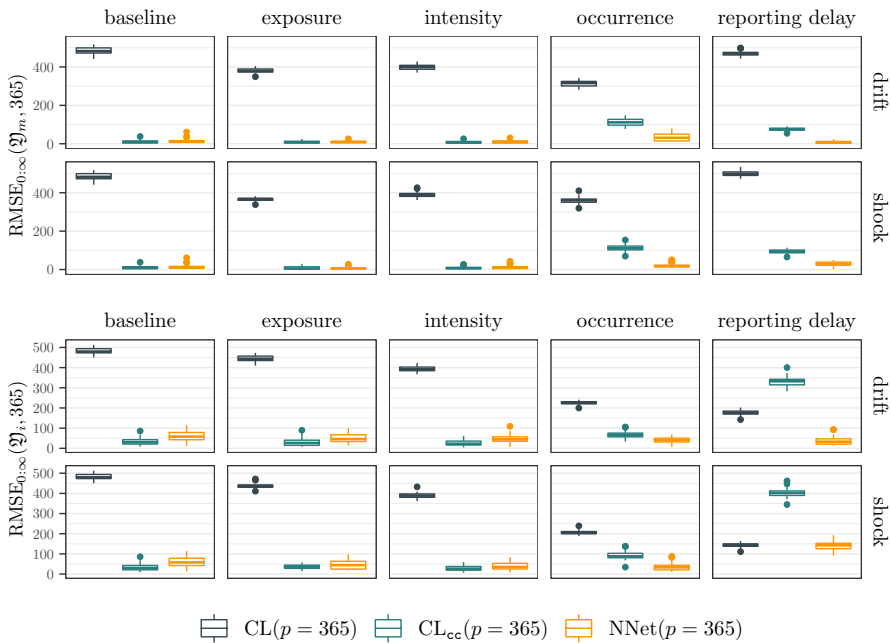 baseline exposure intensity occurrence reporting delay
RMSE0:∞(𝔜m, 365)
400
200
0
drift
400
200
0
shock
baseline exposure intensity occurrence reporting delay
RMSE0:∞(𝔜i, 365)
500
400
300
200
100
0
drift
500
400
300
200
100
0
shock
CL(p = 365) CLcc(p = 365) NNet(p = 365)